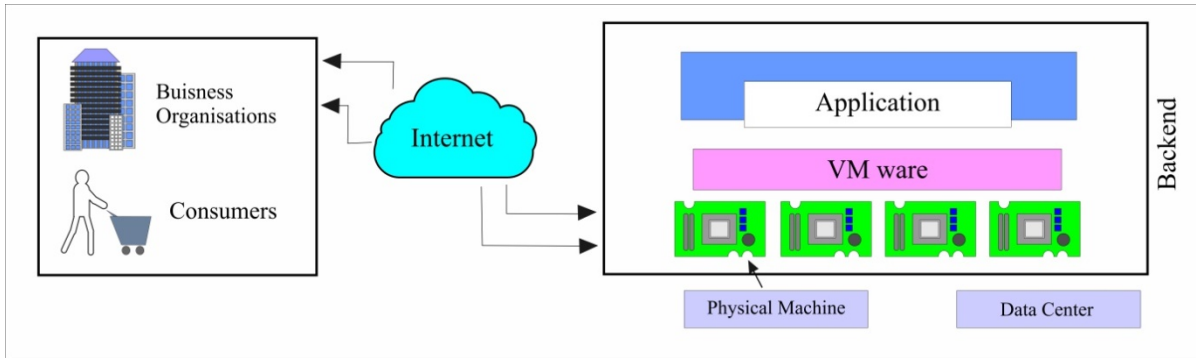 Buisness
Organisations
Consumers
Internet
Application
VM ware
Backend
Physical Machine
Data Center